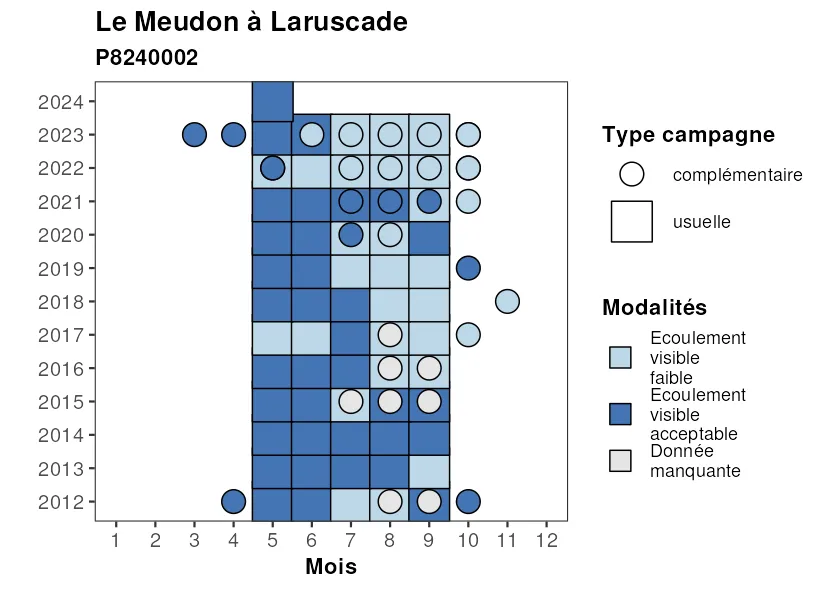 Le Meudon à Laruscade
P8240002
2024
2023
2022
2021
2020
2019
2018
2017
2016
2015
2014
2013
2012
1 2 3 4 5 6 7 8 9 10 11 12
Mois
Type campagne
complémentaire
usuelle
Modalités
Ecoulement
visible
faible
Ecoulement
visible
acceptable
Donnée
manquante